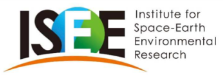 ISEE
Institute for
Space-Earth
Environmental
Research